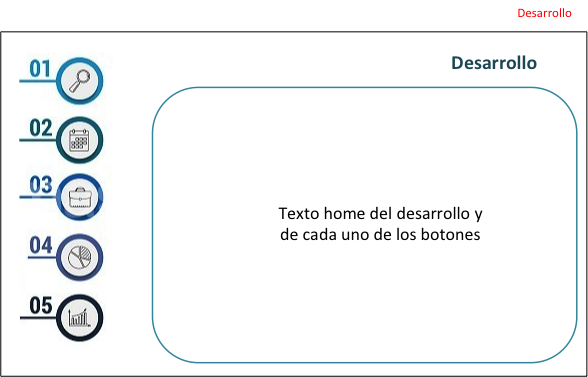 Desarrollo
Desarrollo
01
02
03
04
05
Texto home del desarrollo y
de cada uno de los botones